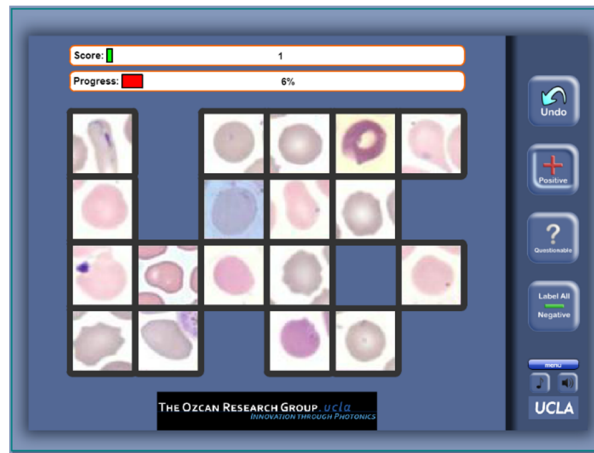 Score: 1
Progress: 6%
Undo
Positive
Questionable
Label All
Negative
menu
UCLA
THE OZCAN RESEARCH GROUP. ucla
INNOVATION THROUGH PHOTONICS